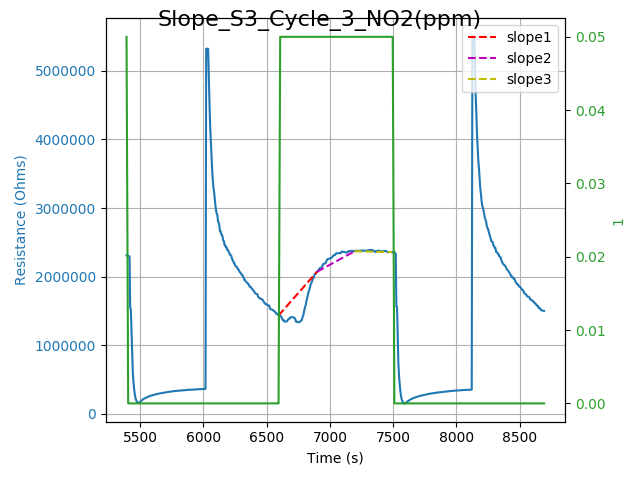 Slope_S3_Cycle_3_NO2(ppm)
slope1
slope2
slope3
Resistance (Ohms)
5000000
4000000
3000000
2000000
1000000
0
0.05
0.04
0.03
0.02
0.01
0.00
1
5500 6000 6500 7000 7500 8000 8500
Time (s)